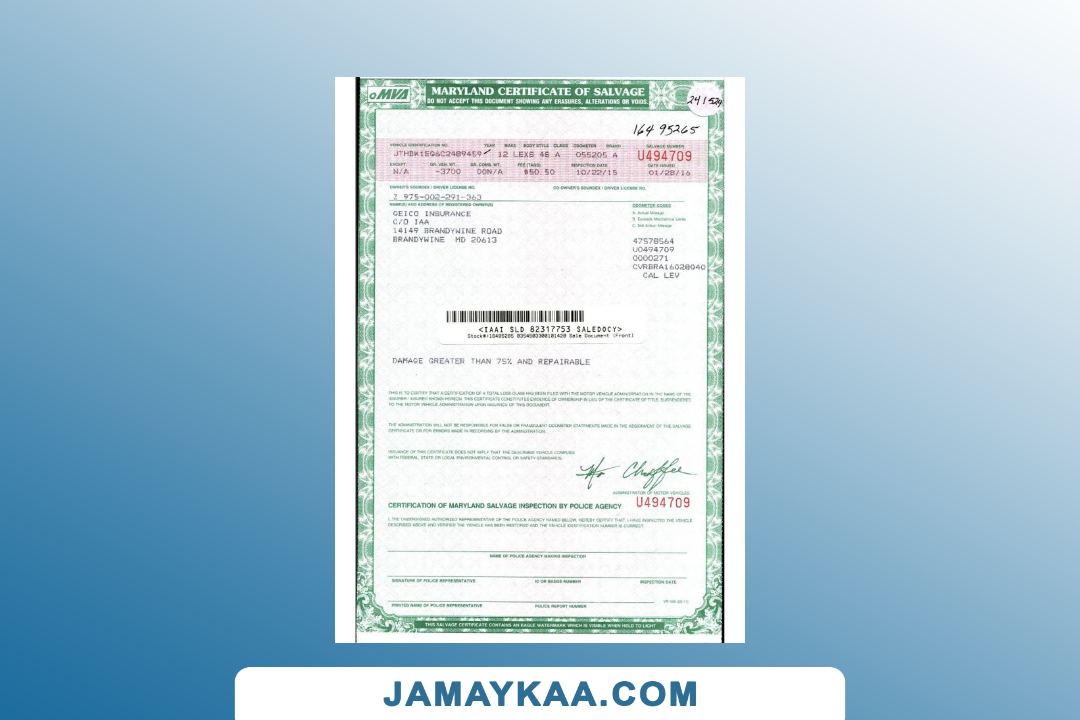 MVA
MARYLAND CERTIFICATE OF SALVAGE
DO NOT ACCEPT THIS DOCUMENT SHOWING ANY ERASURES, ALTERATIONS OR VOIDS.
241529
164 95265
VEHICLE IDENTIFICATION NO. YEAR MAKE BODY STYLE CLASS ODOMETER BRAND SALVAGE NUMBER
JTHBK1EG6C2489459 12 LEXS 4S A 055205 A U494709
EXCEPT. GR. VEH. WT. GR. COMB. WT. FEE (TAGS) INSPECTION DATE DATE ISSUED
N/A -3700 00N/A $50.50 10/22/15 01/28/16
OWNER'S SOUNDEX / DRIVER LICENSE NO. CO-OWNER'S SOUNDEX / DRIVER LICENSE NO.
Z 975-002-291-363
NAME(S) AND ADDRESS OF REGISTERED OWNER(S)
ODOMETER CODES
A. Actual Mileage
B. Exceeds Mechanical Limits
C. Not Actual Mileage
GEICO INSURANCE
C/O IAA
14149 BRANDYWINE ROAD
BRANDYWINE MD 20613
47578564
U0494709
0000271
CVRBRA16028040
CAL LEV
<IAAI SLD 82317753 SALEDOCY>
Sale Document (Front)
DAMAGE GREATER THAN 75% AND REPAIRABLE
THIS IS TO CERTIFY THAT A CERTIFICATION OF A TOTAL LOSS CLAIM HAS BEEN FILED WITH THE MOTOR VEHICLE ADMINISTRATION IN THE NAME OF THE
INSURER / INSURED SHOWN HEREON. THIS CERTIFICATE CONSTITUTES EVIDENCE OF OWNERSHIP IN LIEU OF THE CERTIFICATE OF TITLE SURRENDERED
TO THE MOTOR VEHICLE ADMINISTRATION UPON ISSUANCE OF THIS DOCUMENT.
THE ADMINISTRATION WILL NOT BE RESPONSIBLE FOR FALSE OR FRAUDULENT ODOMETER STATEMENTS MADE IN THE ASSIGNMENT OF THE SALVAGE
CERTIFICATE OR FOR ERRORS MADE IN RECORDING BY THE ADMINISTRATION.
ISSUANCE OF THIS CERTIFICATE DOES NOT IMPLY THAT THE DESCRIBED VEHICLE COMPLIES
WITH FEDERAL, STATE OR LOCAL ENVIRONMENTAL CONTROL OR SAFETY STANDARDS.
ADMINISTRATOR OF MOTOR VEHICLES
CERTIFICATION OF MARYLAND SALVAGE INSPECTION BY POLICE AGENCY U494709
I, THE UNDERSIGNED AUTHORIZED REPRESENTATIVE OF THE POLICE AGENCY NAMED BELOW, HEREBY CERTIFY THAT, I HAVE INSPECTED THE VEHICLE
DESCRIBED ABOVE AND VERIFIED THE VEHICLE HAS BEEN RESTORED AND THE VEHICLE IDENTIFICATION NUMBER IS CORRECT.
NAME OF POLICE AGENCY MAKING INSPECTION
SIGNATURE OF POLICE REPRESENTATIVE ID OR BADGE NUMBER INSPECTION DATE
PRINTED NAME OF POLICE REPRESENTATIVE POLICE REPORT NUMBER
THIS SALVAGE CERTIFICATE CONTAINS AN EAGLE WATERMARK WHICH IS VISIBLE WHEN HELD TO LIGHT
JAMAYKAA.COM